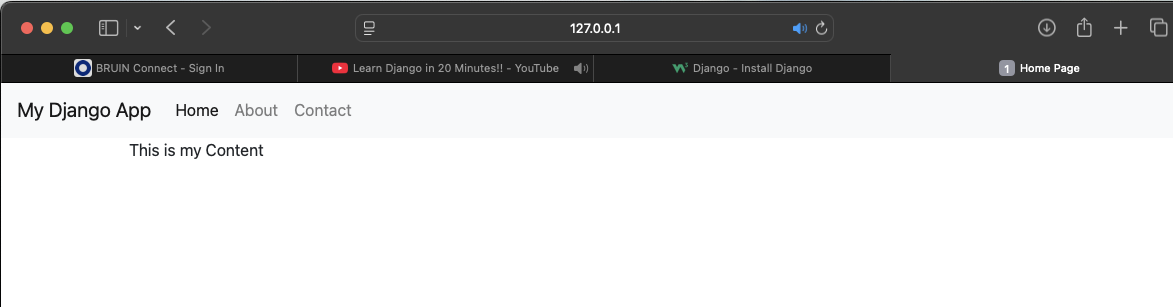 127.0.0.1
BRUIN Connect - Sign In
Learn Django in 20 Minutes!! - YouTube
Django - Install Django
1 Home Page
My Django App Home About Contact
This is my Content